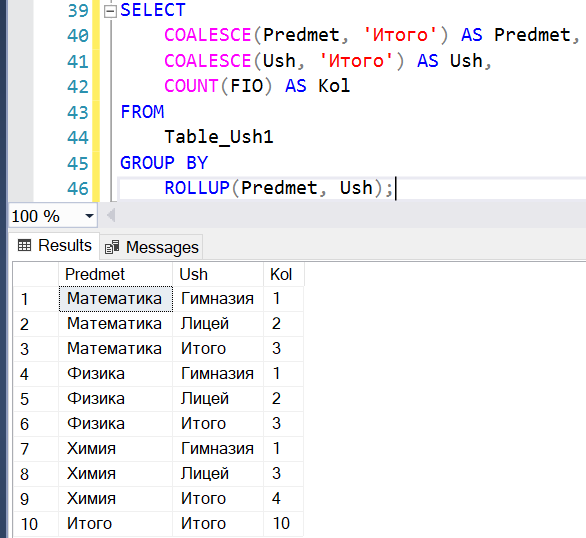 39 SELECT
40 COALESCE(Predmet, 'Итого') AS Predmet,
41 COALESCE(Ush, 'Итого') AS Ush,
42 COUNT(FIO) AS Kol
43 FROM
44 Table_Ush1
45 GROUP BY
46 ROLLUP(Predmet, Ush);
100 %
Results Messages
Predmet Ush Kol
1 Математика Гимназия 1
2 Математика Лицей 2
3 Математика Итого 3
4 Физика Гимназия 1
5 Физика Лицей 2
6 Физика Итого 3
7 Химия Гимназия 1
8 Химия Лицей 3
9 Химия Итого 4
10 Итого Итого 10